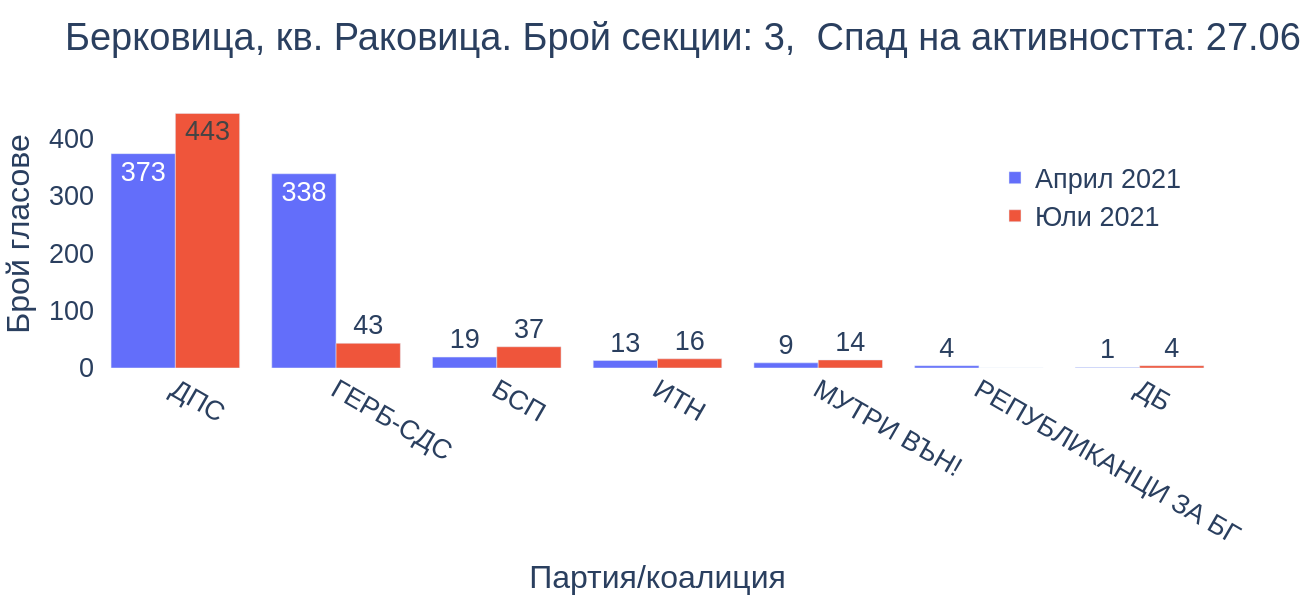 Берковица, кв. Раковица. Брой секции: 3,  Спад на активността: 27.06
Брой гласове
400
300
200
100
0
373
443
338
43
19
37
13
16
9
14
4
1
4
Април 2021
Юли 2021
ДПС
ГЕРБ-СДС
БСП
ИТН
МУТРИ ВЪН!
РЕПУБЛИКАНЦИ ЗА БГ
ДБ
Партия/коалиция